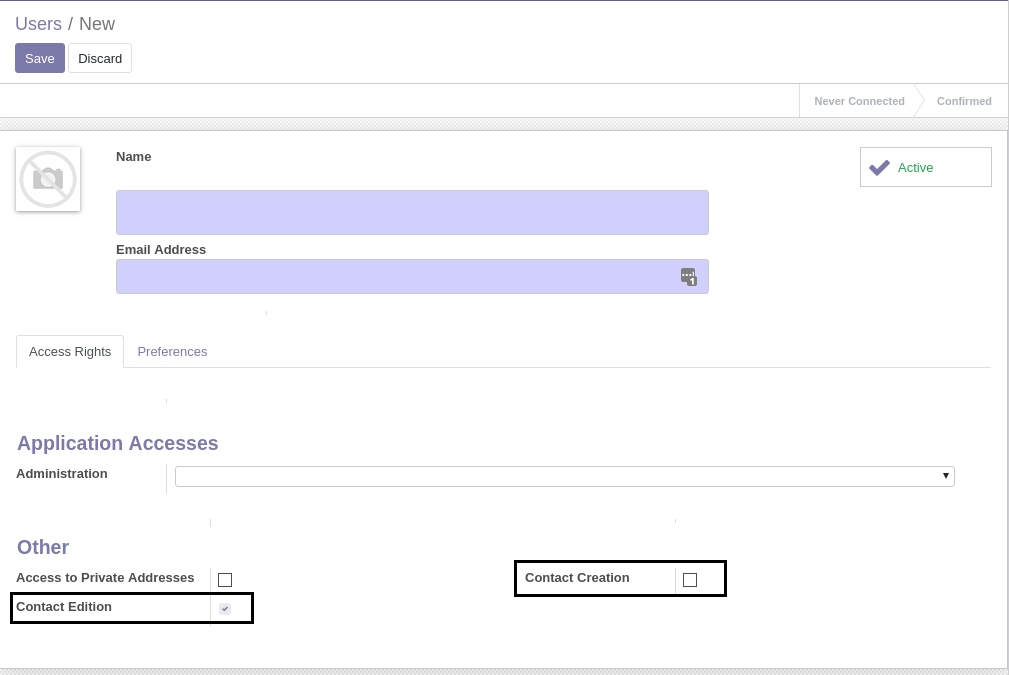 Users / New
Save Discard
Never Connected Confirmed
Name
Active
Email Address
Access Rights Preferences
Application Accesses
Administration
Other
Access to Private Addresses
Contact Creation
Contact Edition